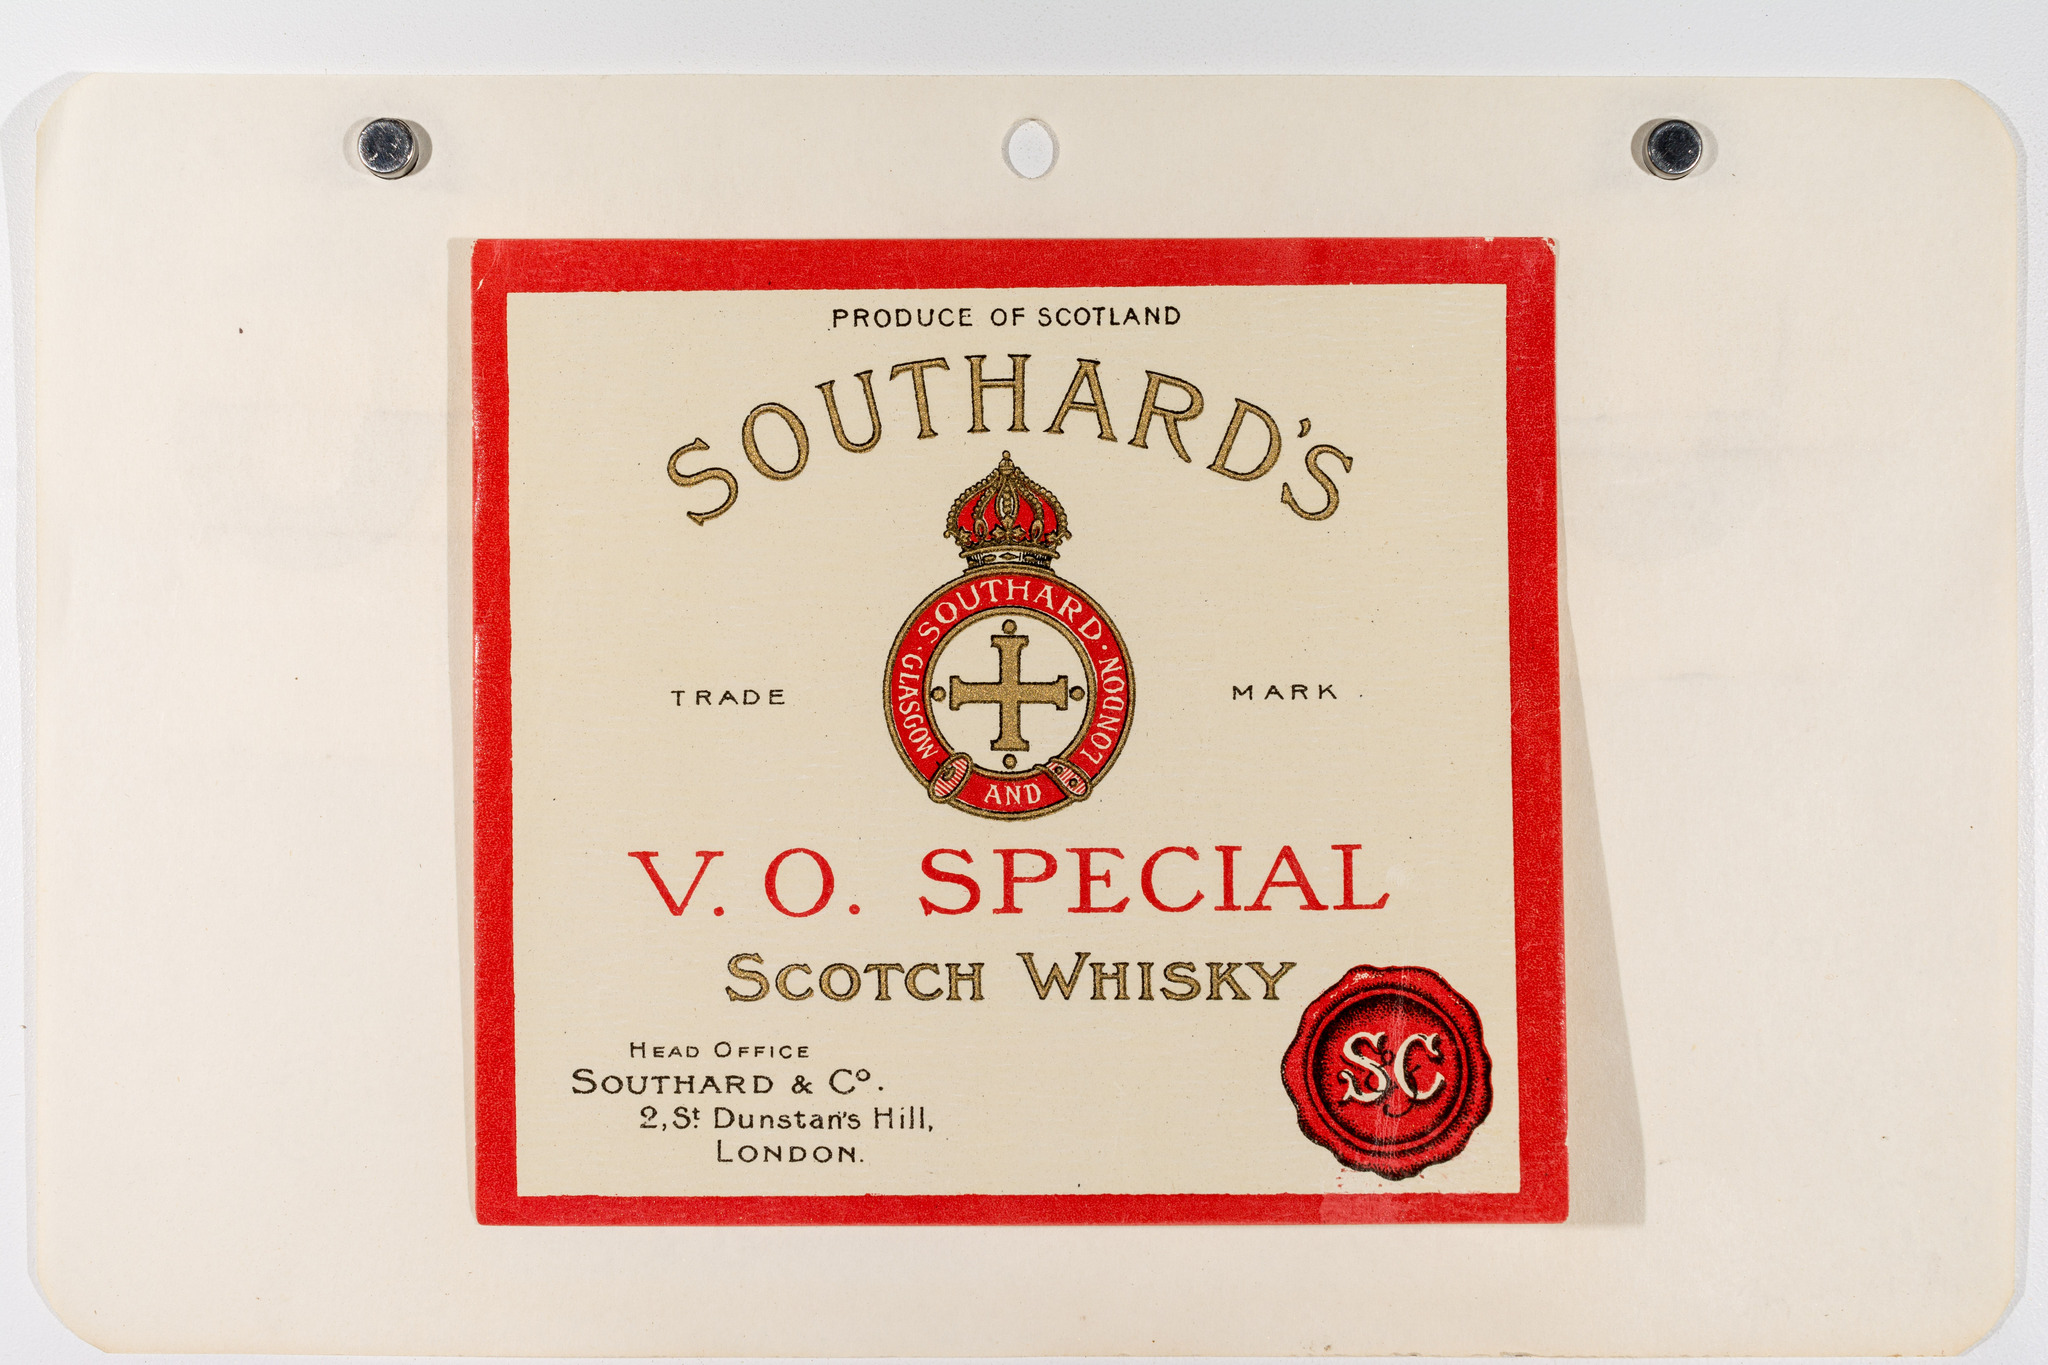 PRODUCE OF SCOTLAND
SOUTHARD'S
· SOUTHARD ·
GLASGOW AND LONDON
TRADE MARK.
V. O. SPECIAL
SCOTCH WHISKY
HEAD OFFICE
SOUTHARD & Cº.
2, St Dunstan's Hill,
LONDON.
S&C